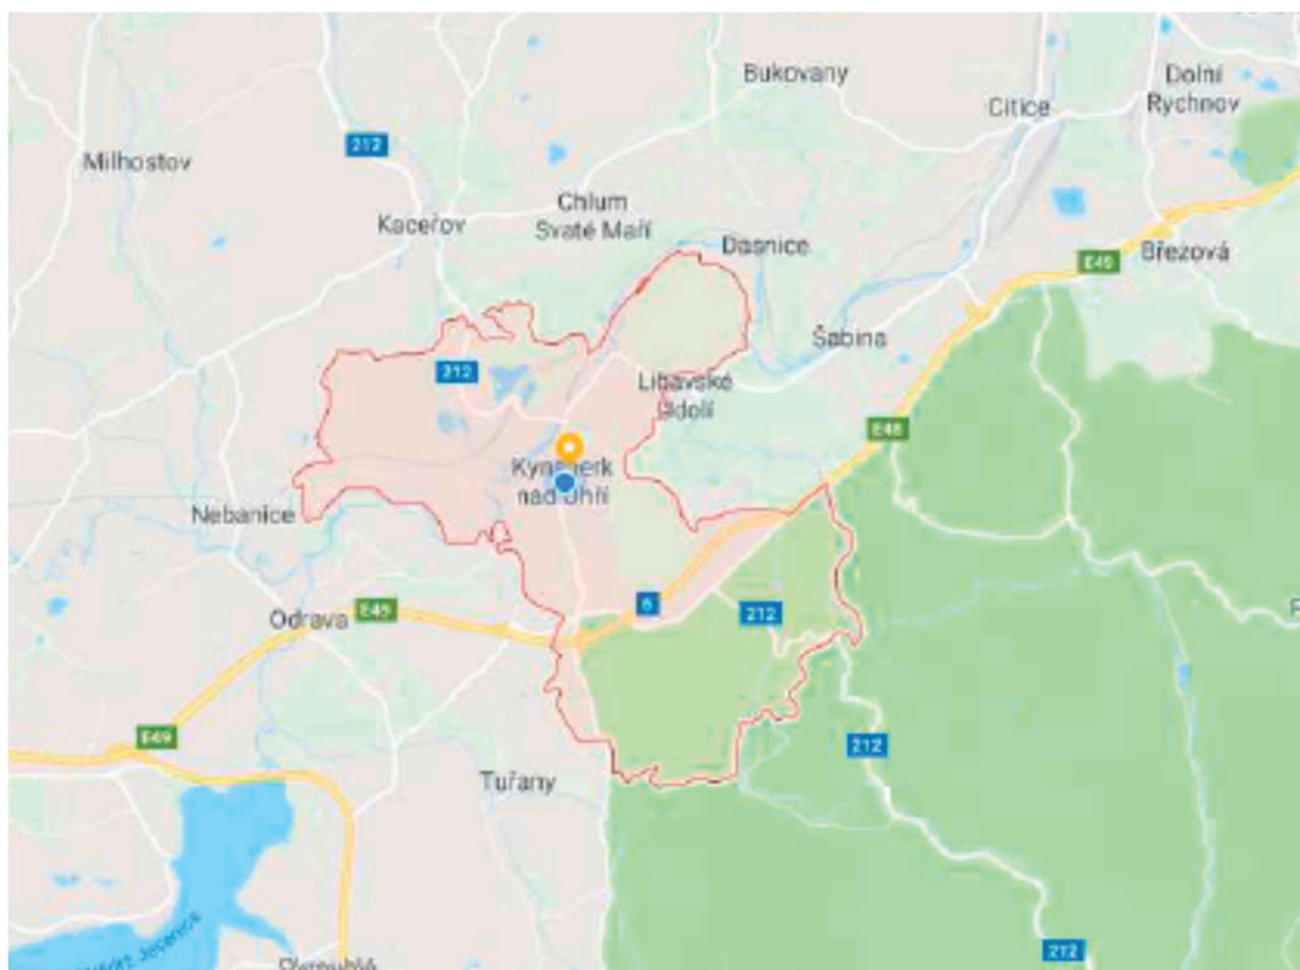 Bukovany
Dolní
Rychnov
Citice
212
Milhostov
Chlum
Svaté Maří
Kaceřov
Dasnice
Březová
E49
Šabina
212
Libavské
Údolí
E48
Kynšperk
nad Ohří
Nebanice
6
212
E49
Odrava
E49
212
Tuřany
212